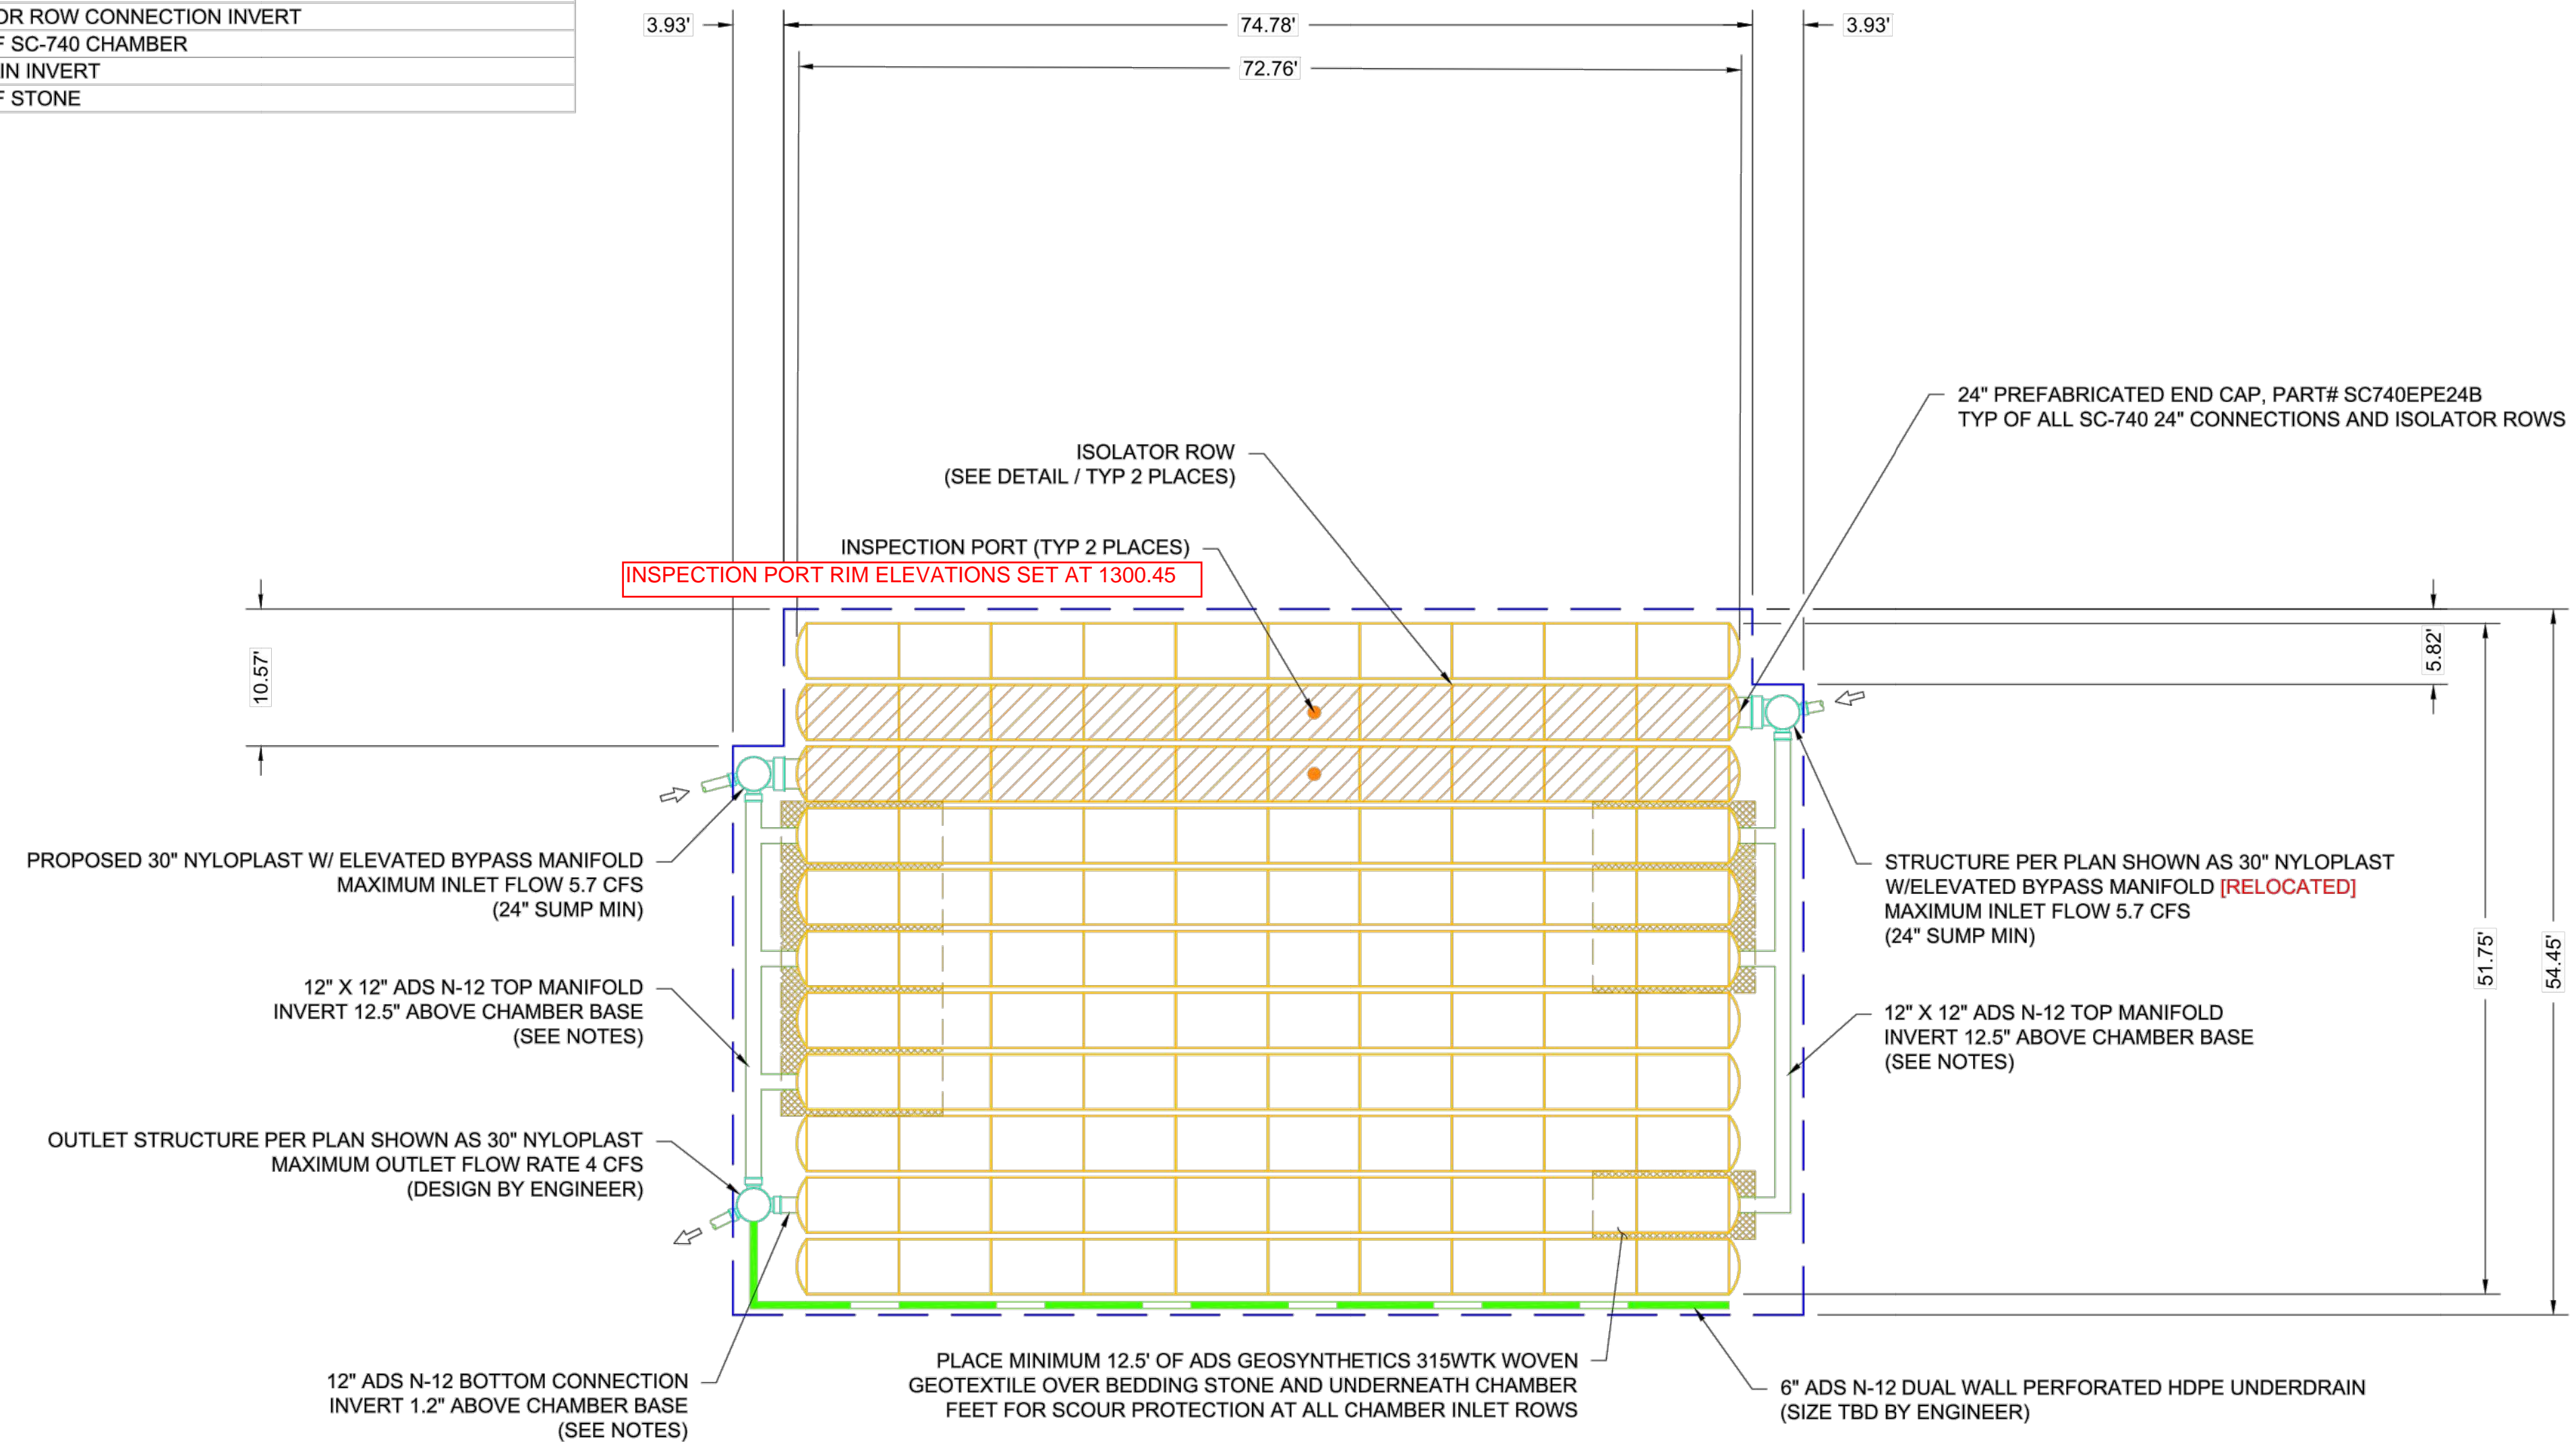 OR ROW CONNECTION INVERT
F SC-740 CHAMBER
IN INVERT
F STONE
3.93'
74.78'
3.93'
72.76'
24" PREFABRICATED END CAP, PART# SC740EPE24B
TYP OF ALL SC-740 24" CONNECTIONS AND ISOLATOR ROWS
ISOLATOR ROW
(SEE DETAIL / TYP 2 PLACES)
INSPECTION PORT (TYP 2 PLACES)
INSPECTION PORT RIM ELEVATIONS SET AT 1300.45
10.57'
5.82'
51.75'
54.45'
PROPOSED 30" NYLOPLAST W/ ELEVATED BYPASS MANIFOLD
MAXIMUM INLET FLOW 5.7 CFS
(24" SUMP MIN)
STRUCTURE PER PLAN SHOWN AS 30" NYLOPLAST
W/ELEVATED BYPASS MANIFOLD [RELOCATED]
MAXIMUM INLET FLOW 5.7 CFS
(24" SUMP MIN)
12" X 12" ADS N-12 TOP MANIFOLD
INVERT 12.5" ABOVE CHAMBER BASE
(SEE NOTES)
12" X 12" ADS N-12 TOP MANIFOLD
INVERT 12.5" ABOVE CHAMBER BASE
(SEE NOTES)
OUTLET STRUCTURE PER PLAN SHOWN AS 30" NYLOPLAST
MAXIMUM OUTLET FLOW RATE 4 CFS
(DESIGN BY ENGINEER)
12" ADS N-12 BOTTOM CONNECTION
INVERT 1.2" ABOVE CHAMBER BASE
(SEE NOTES)
PLACE MINIMUM 12.5' OF ADS GEOSYNTHETICS 315WTK WOVEN
GEOTEXTILE OVER BEDDING STONE AND UNDERNEATH CHAMBER
FEET FOR SCOUR PROTECTION AT ALL CHAMBER INLET ROWS
6" ADS N-12 DUAL WALL PERFORATED HDPE UNDERDRAIN
(SIZE TBD BY ENGINEER)